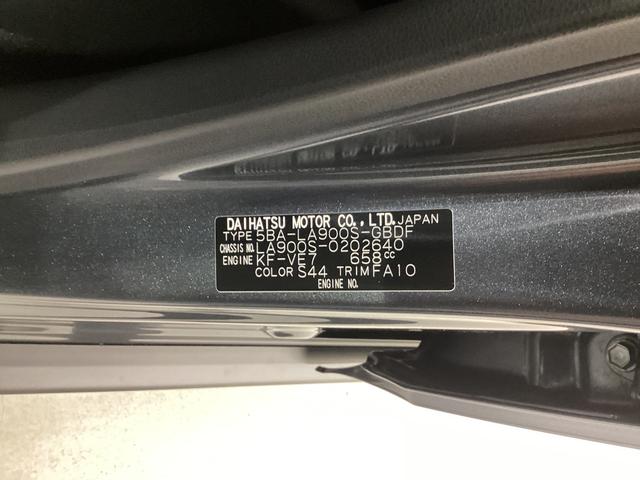 DAIHATSU MOTOR CO., LTD. JAPAN
TYPE 5BA-LA900S-GBDF
CHASSIS NO. LA900S-0202640
ENGINE KF-VE7 658cc
COLOR S44 TRIM FA10
ENGINE NO.